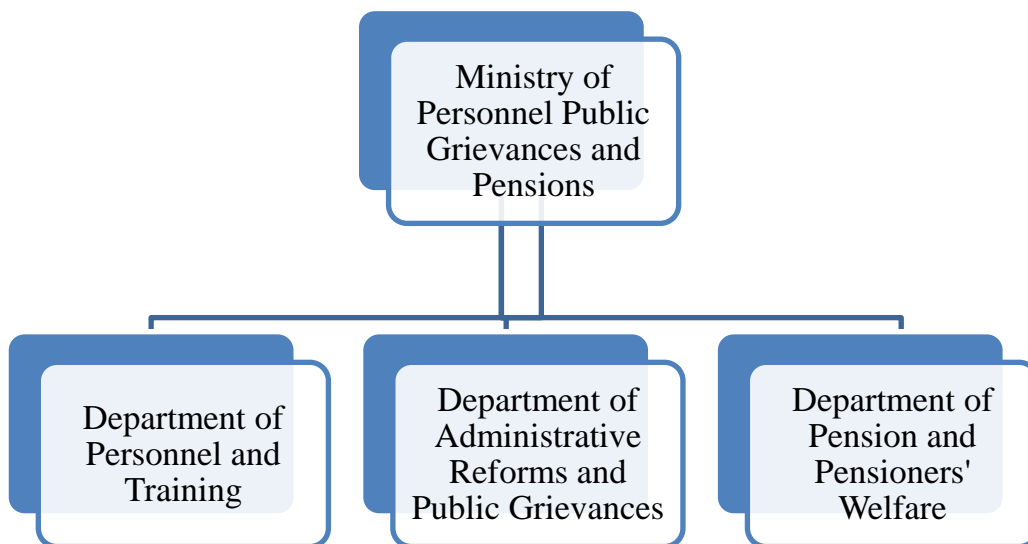 Ministry of
Personnel Public
Grievances and
Pensions
Department of
Personnel and
Training
Department of
Administrative
Reforms and
Public Grievances
Department of
Pension and
Pensioners'
Welfare